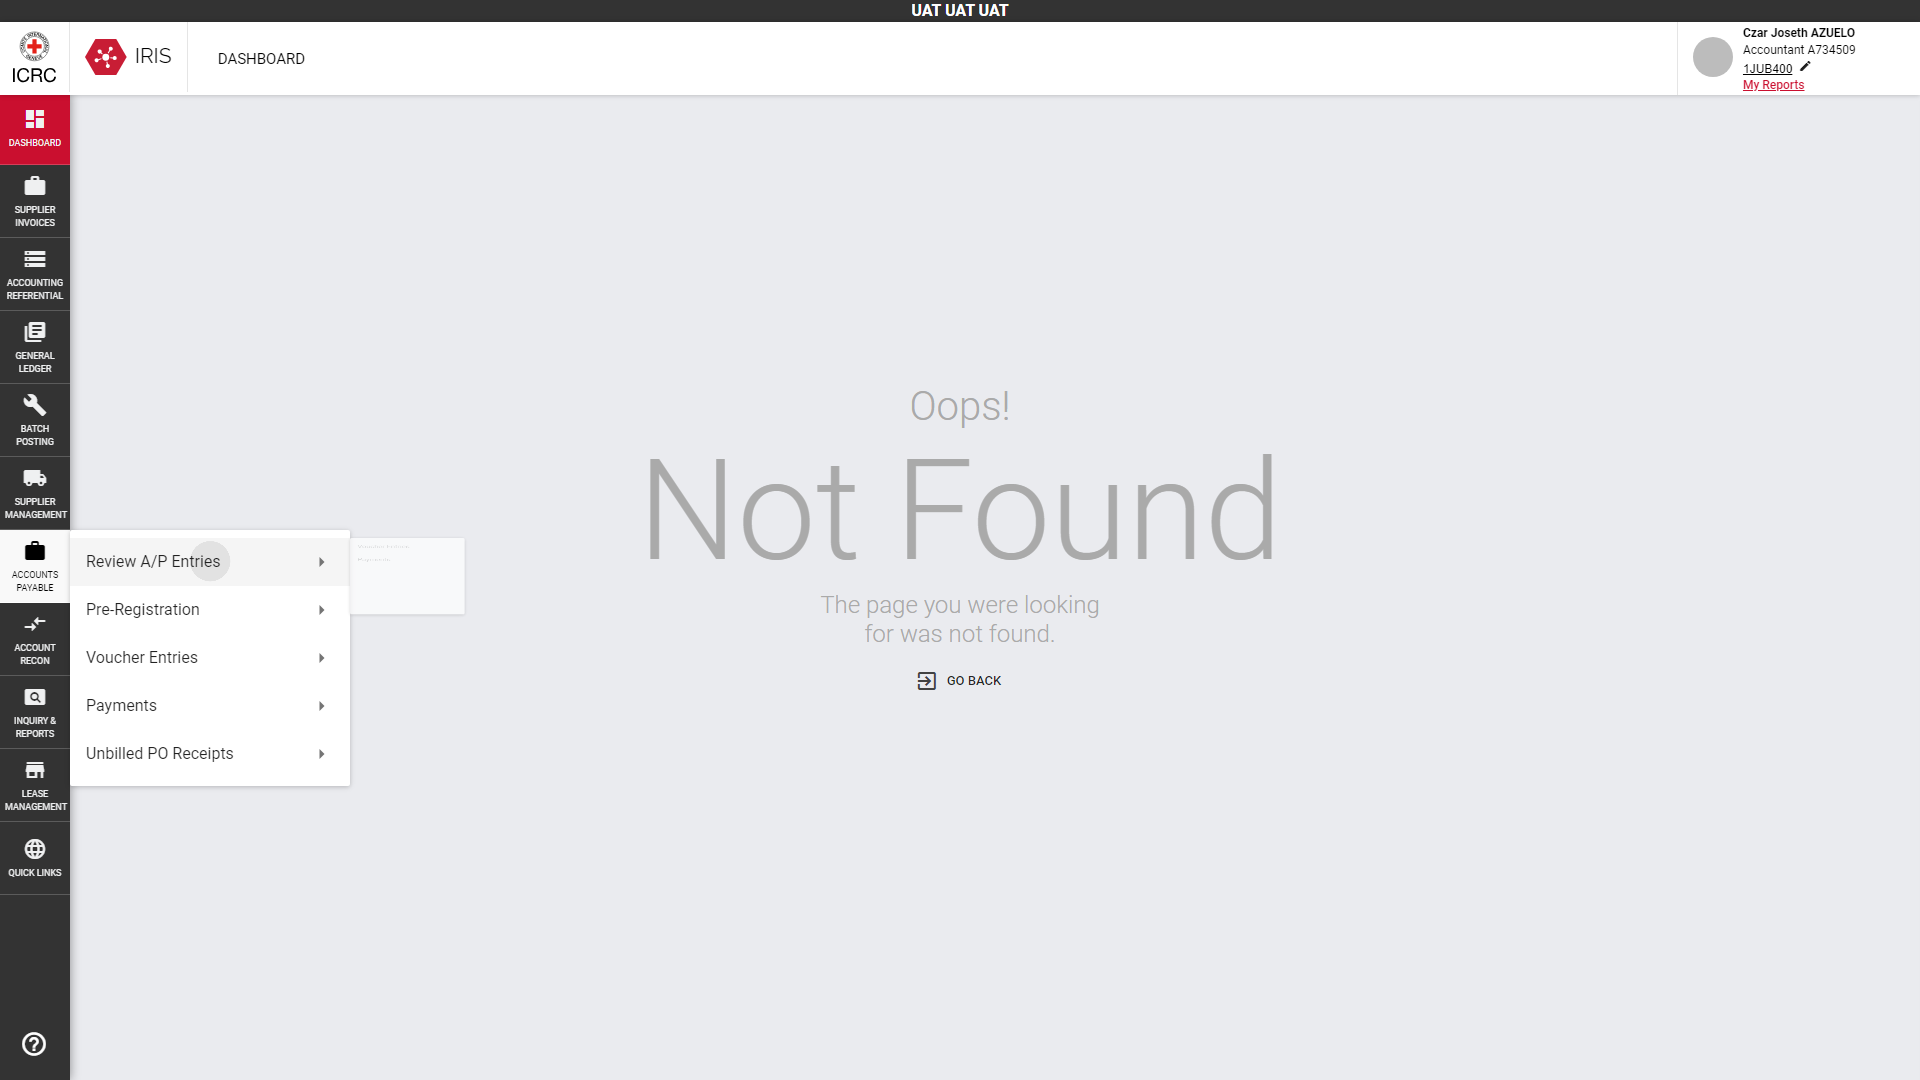 UAT UAT UAT
ICRC
IRIS
DASHBOARD
Czar Joseth AZUELO
Accountant A734509
1JUB400
My Reports
DASHBOARD
SUPPLIER
INVOICES
ACCOUNTING
REFERENTIAL
GENERAL
LEDGER
BATCH
POSTING
SUPPLIER
MANAGEMENT
ACCOUNTS
PAYABLE
ACCOUNT
RECON
INQUIRY &
REPORTS
LEASE
MANAGEMENT
QUICK LINKS
Review A/P Entries
Pre-Registration
Voucher Entries
Payments
Unbilled PO Receipts
Oops!
Not Found
The page you were looking
for was not found.
GO BACK